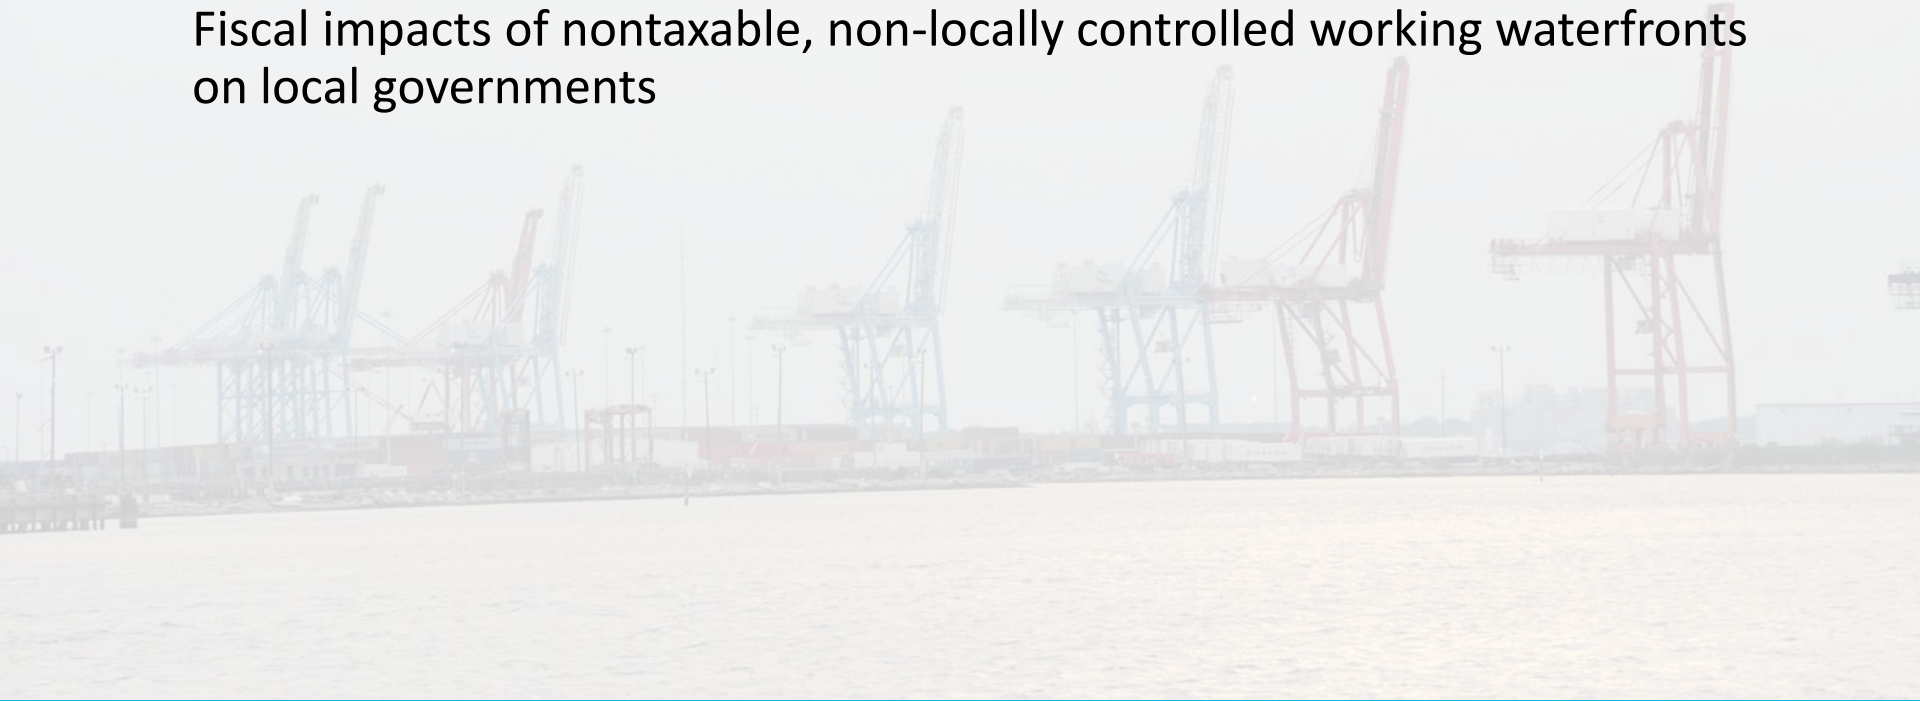 Fiscal impacts of nontaxable, non-locally controlled working waterfronts
on local governments